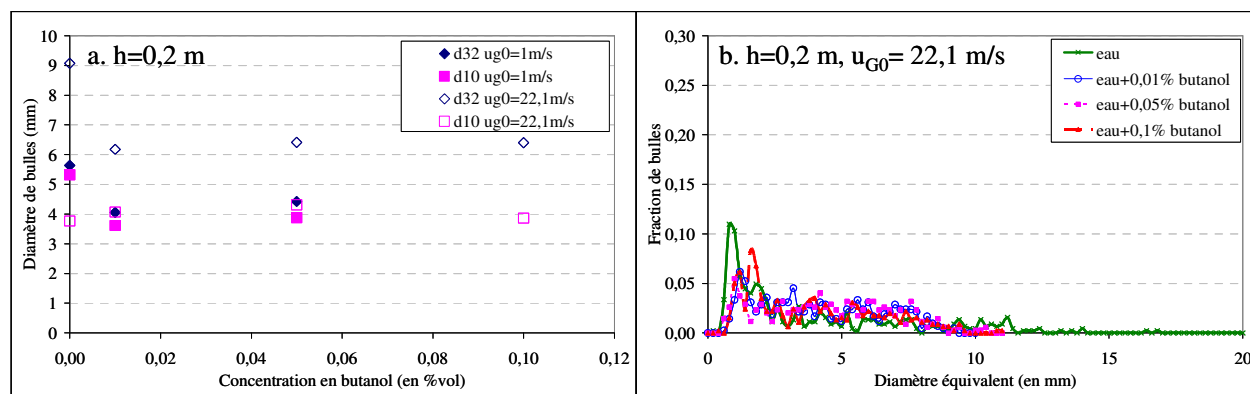 a. h=0,2 m
d32 ug0=1m/s
d10 ug0=1m/s
d32 ug0=22,1m/s
d10 ug0=22,1m/s
Diamètre de bulles (mm)
10
9
8
7
6
5
4
3
2
1
0
0,00 0,02 0,04 0,06 0,08 0,10 0,12
Concentration en butanol (en %vol)
b. h=0,2 m, uG0= 22,1 m/s
eau
eau+0,01% butanol
eau+0,05% butanol
eau+0,1% butanol
Fraction de bulles
0,30
0,25
0,20
0,15
0,10
0,05
0,00
0 5 10 15 20
Diamètre équivalent (en mm)